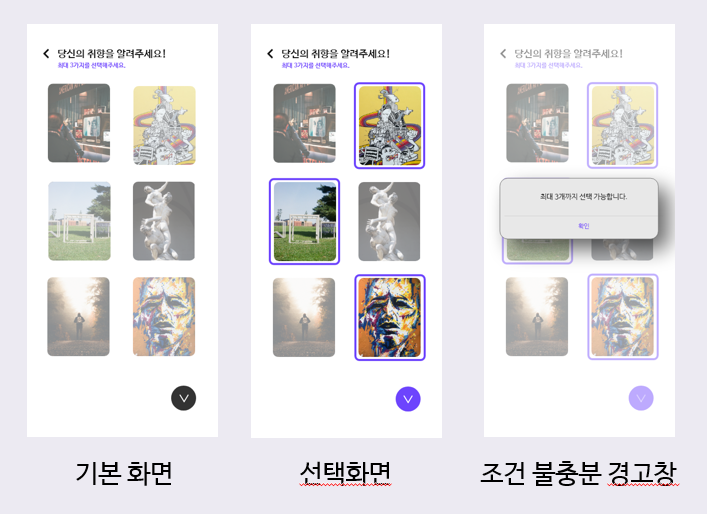 당신의 취향을 알려주세요!
최대 3가지를 선택해주세요.
당신의 취향을 알려주세요!
최대 3가지를 선택해주세요.
당신의 취향을 알려주세요!
최대 3가지를 선택해주세요.
최대 3개까지 선택 가능합니다.
확인
기본 화면
선택화면
조건 불충분 경고창